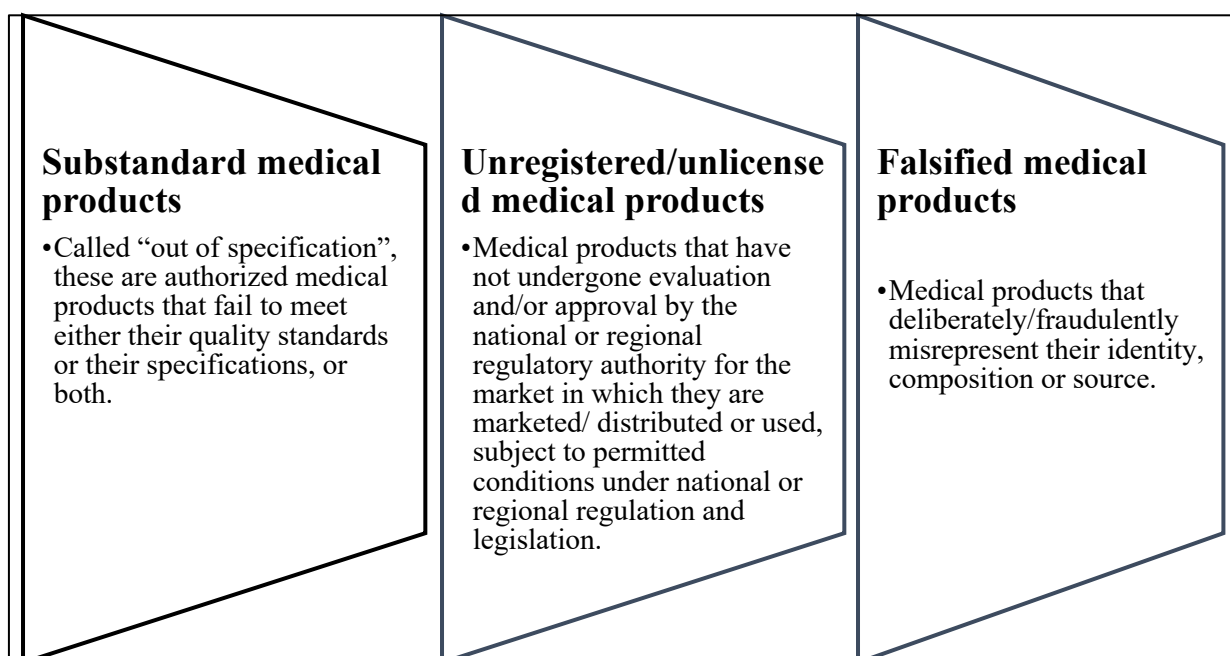 Substandard medical
products
•Called “out of specification”,
these are authorized medical
products that fail to meet
either their quality standards
or their specifications, or
both.
Unregistered/unlicense
d medical products
•Medical products that have
not undergone evaluation
and/or approval by the
national or regional
regulatory authority for the
market in which they are
marketed/ distributed or used,
subject to permitted
conditions under national or
regional regulation and
legislation.
Falsified medical
products
•Medical products that
deliberately/fraudulently
misrepresent their identity,
composition or source.